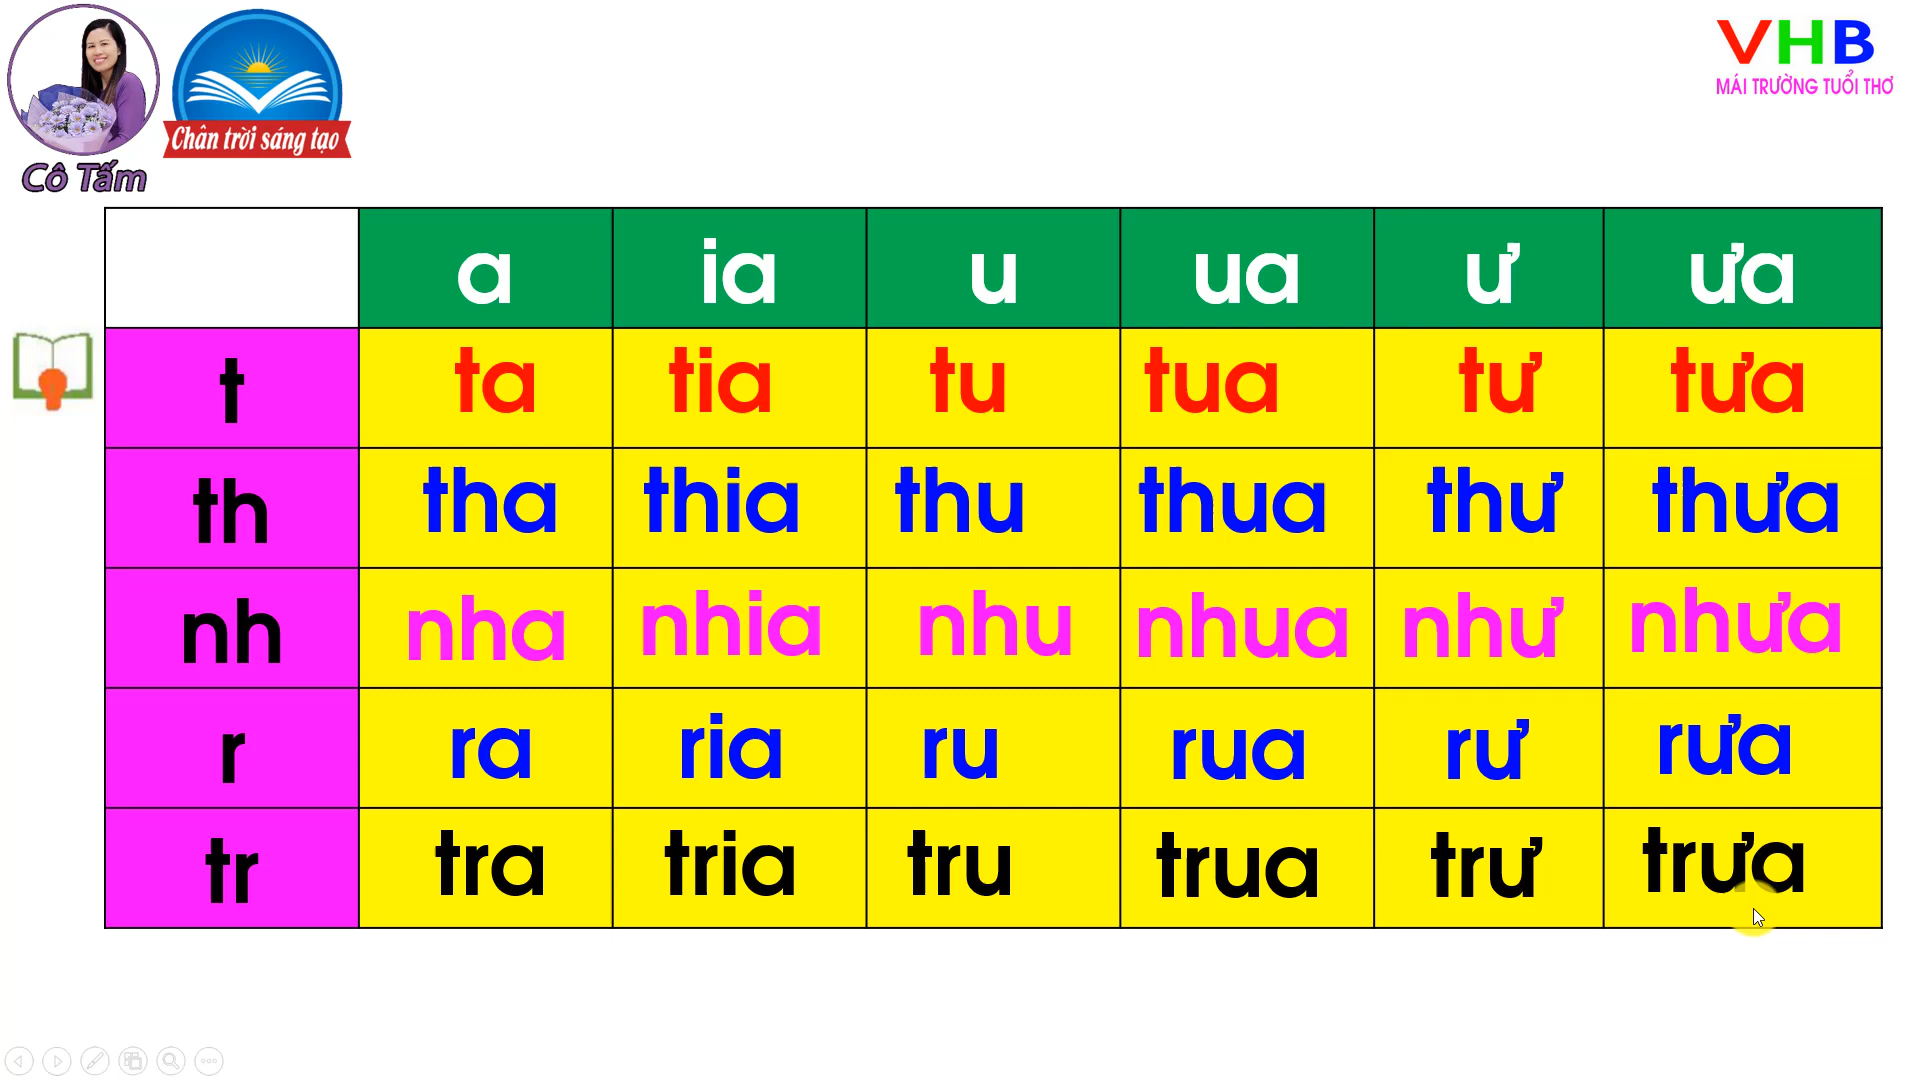 Cô Tấm
Chân trời sáng tạo
VHB
MÁI TRƯỜNG TUỔI THƠ
a ia u ua ư ưa
t ta tia tu tua tư tưa
th tha thia thu thua thư thưa
nh nha nhia nhu nhua như nhưa
r ra ria ru rua rư rưa
tr tra tria tru trua trư trưa